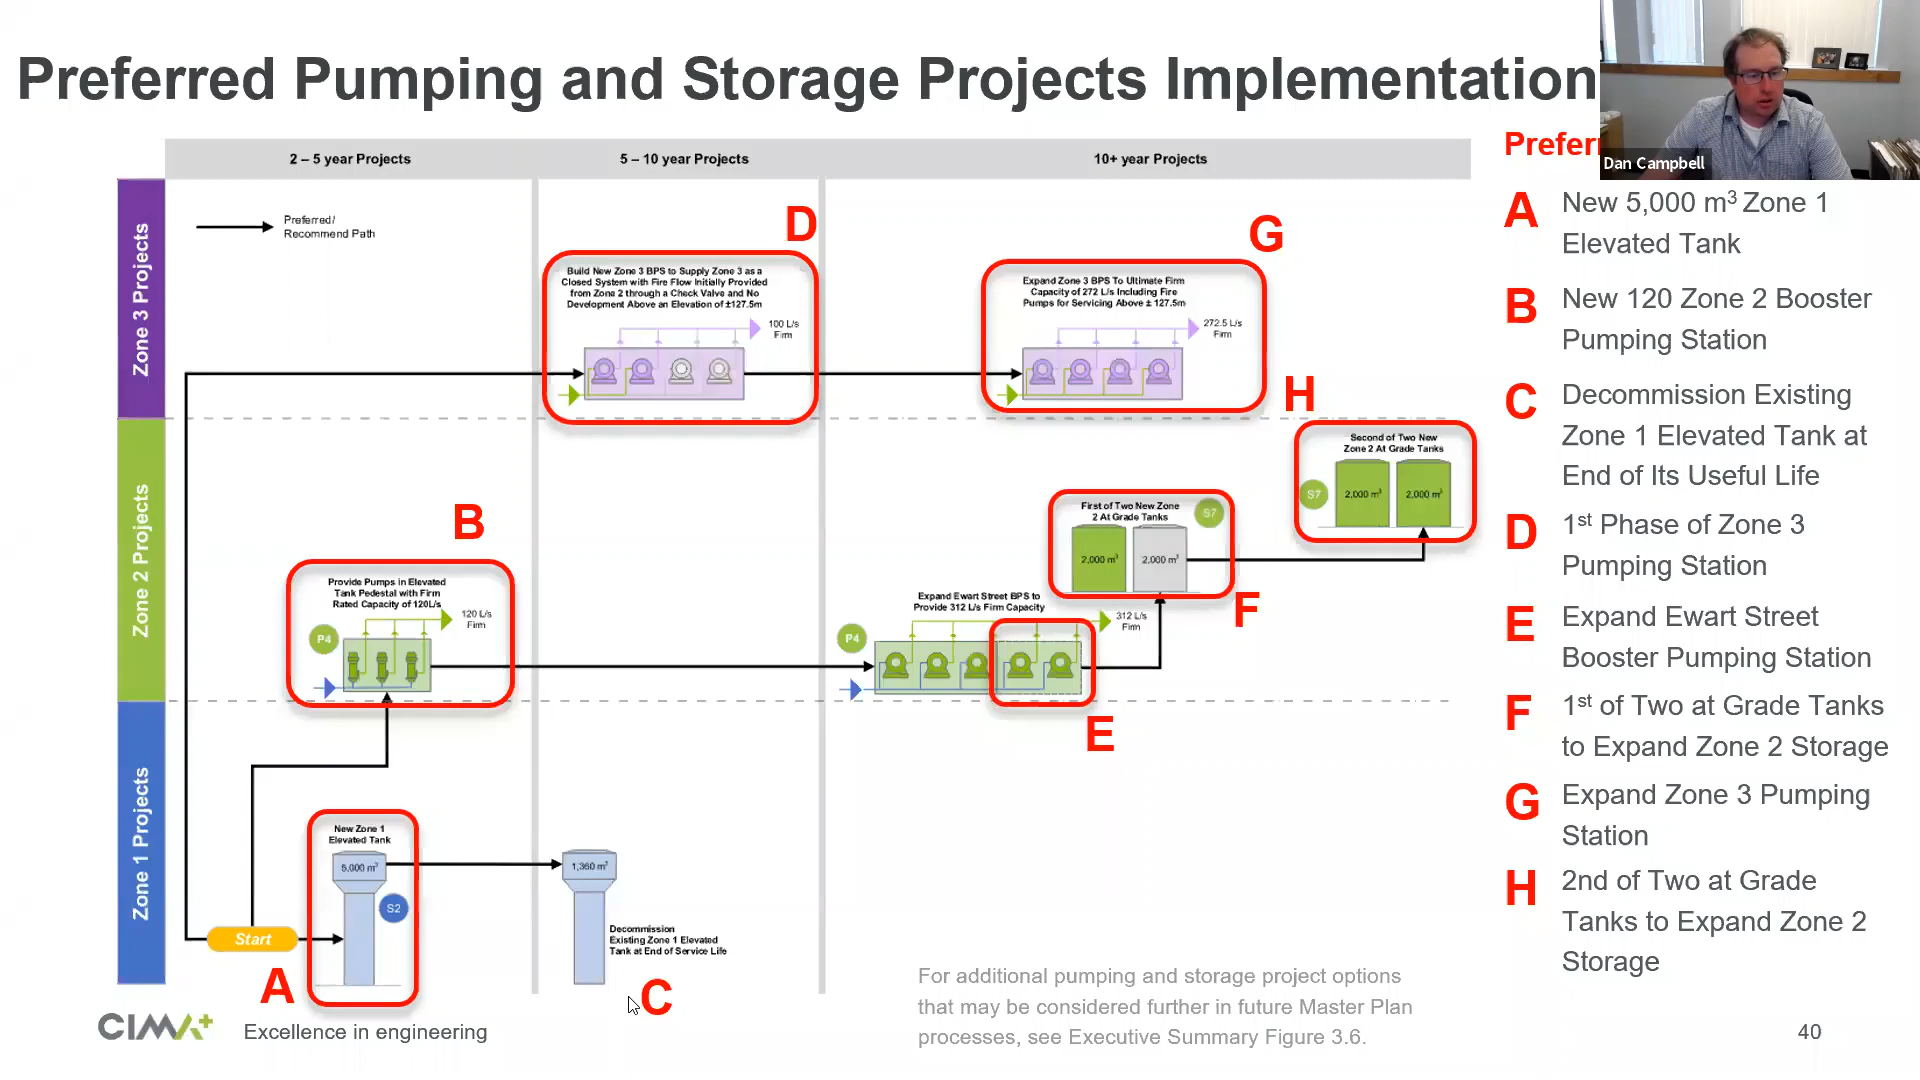 Preferred Pumping and Storage Projects Implementation
Dan Campbell
2 – 5 year Projects
5 – 10 year Projects
10+ year Projects
Zone 3 Projects
Preferred/
Recommend Path
D
Build New Zone 3 BPS to Supply Zone 3 as a
Closed System with Fire Flow Initially Provided
from Zone 2 through a Check Valve and No
Development Above an Elevation of ±127.5m
100 L/s
Firm
G
Expand Zone 3 BPS To Ultimate Firm
Capacity of 272 L/s Including Fire
Pumps for Servicing Above ± 127.5m
272.5 L/s
Firm
Zone 2 Projects
B
Provide Pumps in Elevated
Tank Pedestal with Firm
Rated Capacity of 120L/s
120 L/s
Firm
P4
Expand Ewart Street BPS to
Provide 312 L/s Firm Capacity
312 L/s
Firm
P4
E
First of Two New Zone
2 At Grade Tanks
S7
2,000 m³
2,000 m³
F
H
Second of Two New
Zone 2 At Grade Tanks
S7
2,000 m³
2,000 m³
Zone 1 Projects
Start
A
New Zone 1
Elevated Tank
5,000 m³
S2
1,360 m³
Decommission
Existing Zone 1 Elevated
Tank at End of Service Life
C
For additional pumping and storage project options
that may be considered further in future Master Plan
processes, see Executive Summary Figure 3.6.
A New 5,000 m³ Zone 1
Elevated Tank
B New 120 Zone 2 Booster
Pumping Station
C Decommission Existing
Zone 1 Elevated Tank at
End of Its Useful Life
D 1st Phase of Zone 3
Pumping Station
E Expand Ewart Street
Booster Pumping Station
F 1st of Two at Grade Tanks
to Expand Zone 2 Storage
G Expand Zone 3 Pumping
Station
H 2nd of Two at Grade
Tanks to Expand Zone 2
Storage
CIMA+
Excellence in engineering
40